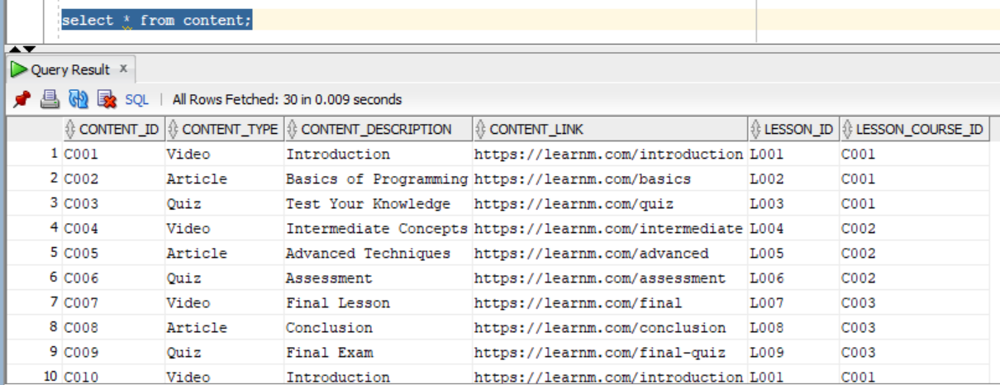 select * from content;
Query Result x
SQL | All Rows Fetched: 30 in 0.009 seconds
CONTENT_ID CONTENT_TYPE CONTENT_DESCRIPTION CONTENT_LINK LESSON_ID LESSON_COURSE_ID
1 C001 Video Introduction https://learnm.com/introduction L001 C001
2 C002 Article Basics of Programming https://learnm.com/basics L002 C001
3 C003 Quiz Test Your Knowledge https://learnm.com/quiz L003 C001
4 C004 Video Intermediate Concepts https://learnm.com/intermediate L004 C002
5 C005 Article Advanced Techniques https://learnm.com/advanced L005 C002
6 C006 Quiz Assessment https://learnm.com/assessment L006 C002
7 C007 Video Final Lesson https://learnm.com/final L007 C003
8 C008 Article Conclusion https://learnm.com/conclusion L008 C003
9 C009 Quiz Final Exam https://learnm.com/final-quiz L009 C003
10 C010 Video Introduction https://learnm.com/introduction L001 C001